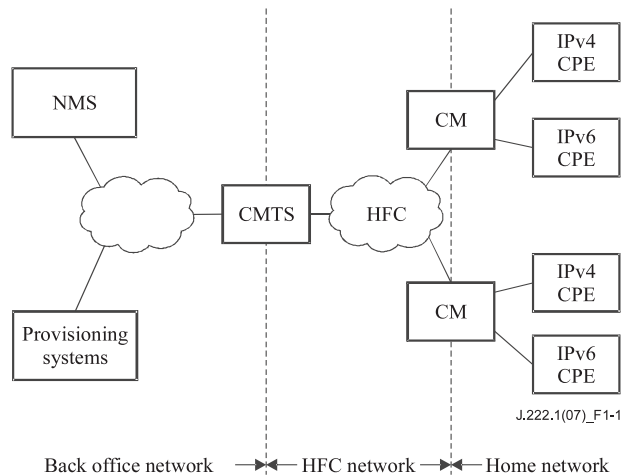 IPv4
CPE
NMS
CM
IPv6
CPE
CMTS
HFC
IPv4
CPE
CM
Provisioning
systems
IPv6
CPE
J.222.1(07)_F1-1
Back office network
HFC network
Home network